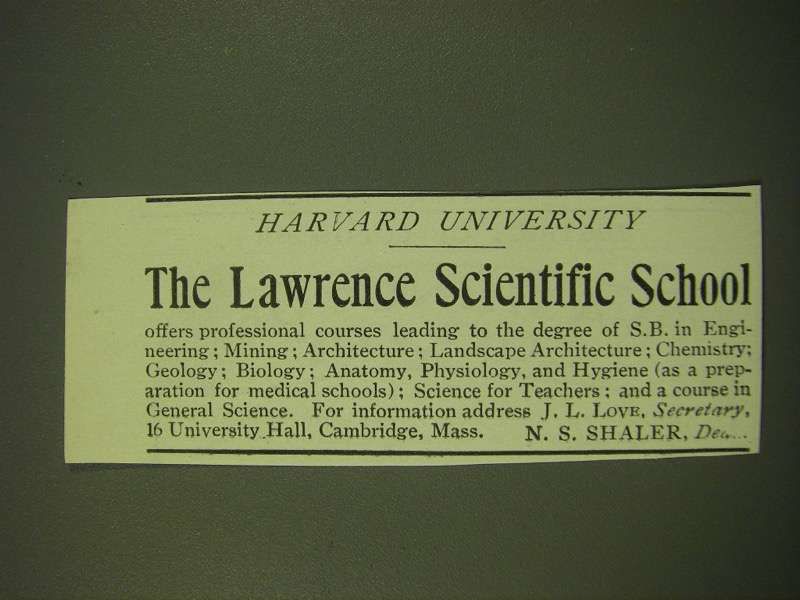 HARVARD UNIVERSITY
The Lawrence Scientific School
offers professional courses leading to the degree of S.B. in Engi-
neering; Mining; Architecture; Landscape Architecture; Chemistry;
Geology; Biology; Anatomy, Physiology, and Hygiene (as a prep-
aration for medical schools); Science for Teachers; and a course in
General Science. For information address J. L. LOVE, Secretary,
16 University Hall, Cambridge, Mass. N. S. SHALER,